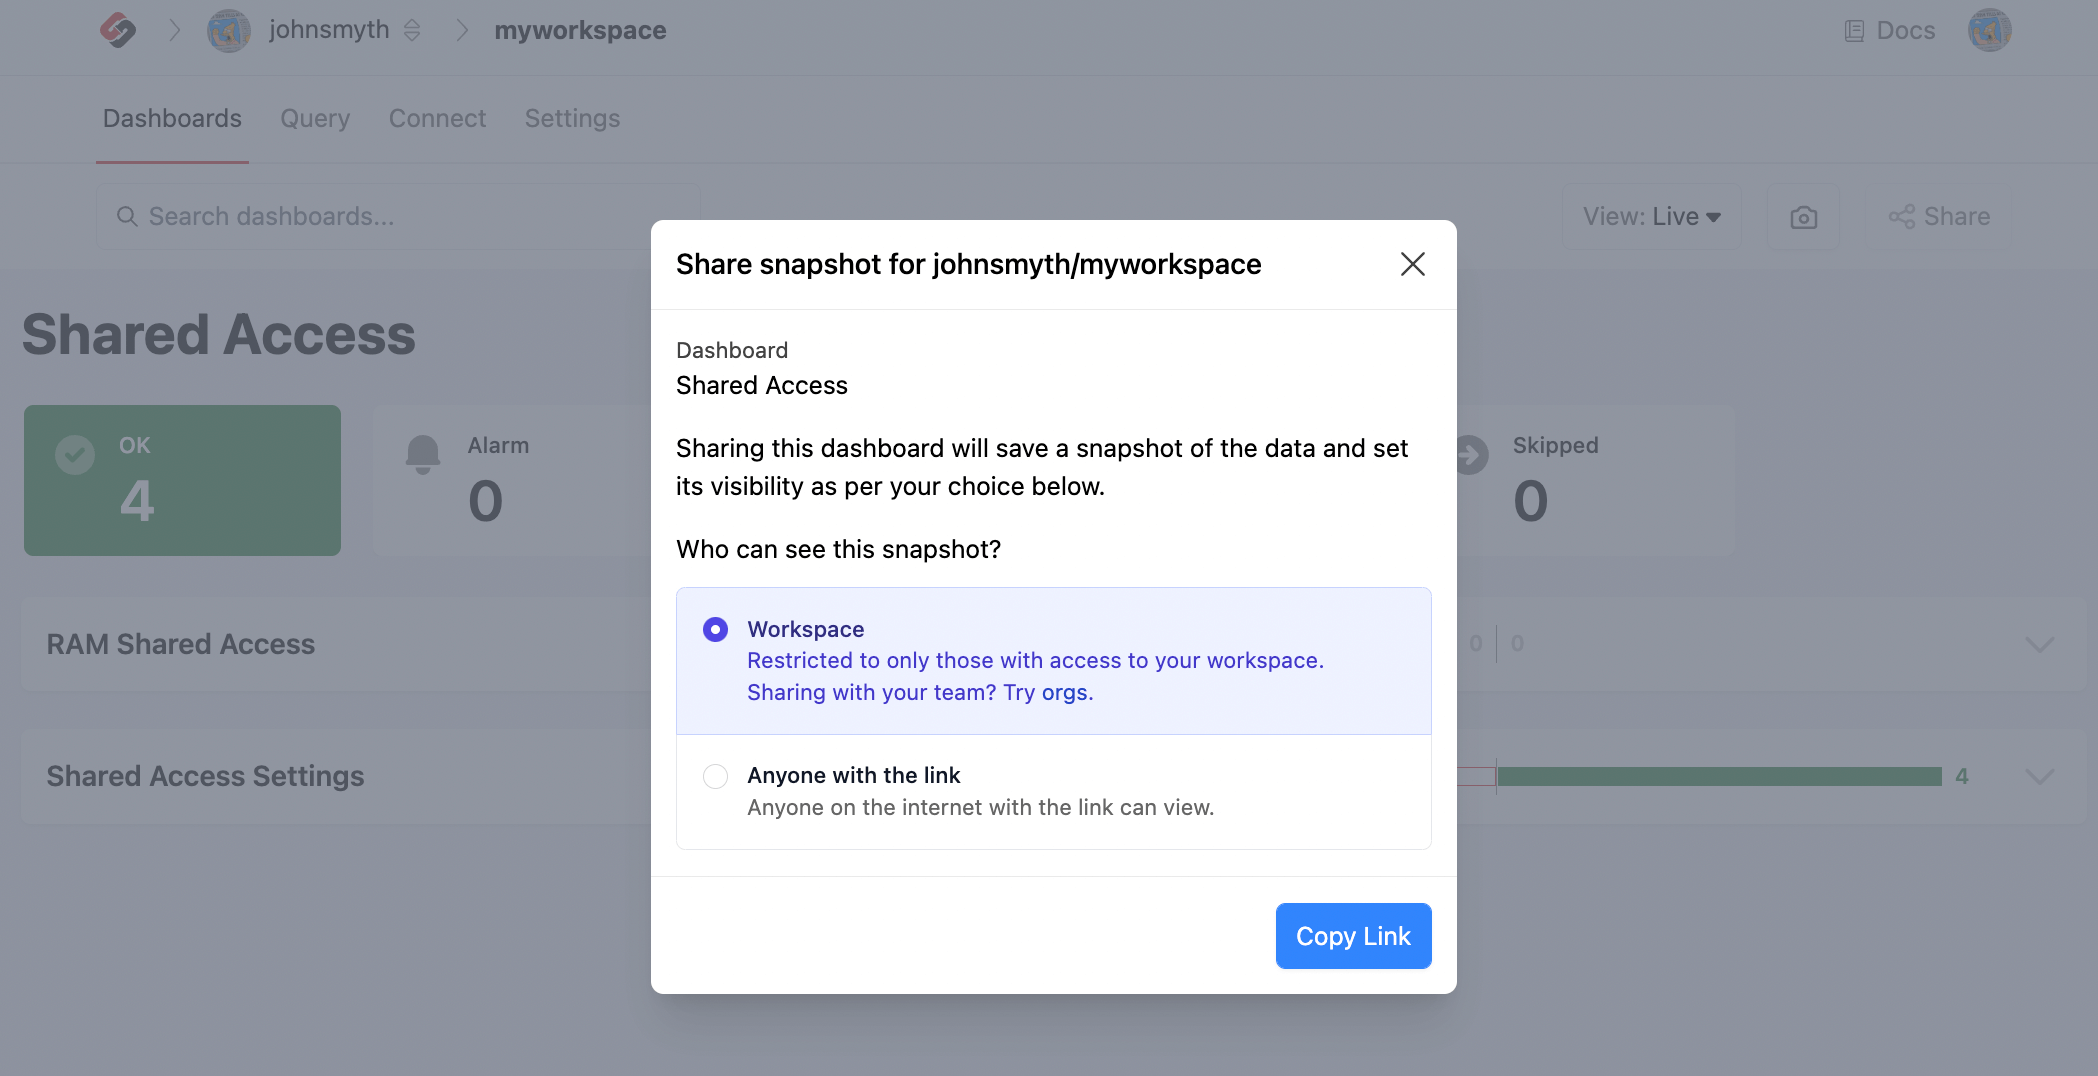 johnsmyth
myworkspace
Docs
Dashboards Query Connect Settings
Search dashboards...
View: Live
Share
Shared Access
OK
4
Alarm
0
Skipped
0
RAM Shared Access
0 0
Shared Access Settings
4
Share snapshot for johnsmyth/myworkspace
Dashboard
Shared Access
Sharing this dashboard will save a snapshot of the data and set
its visibility as per your choice below.
Who can see this snapshot?
Workspace
Restricted to only those with access to your workspace.
Sharing with your team? Try orgs.
Anyone with the link
Anyone on the internet with the link can view.
Copy Link